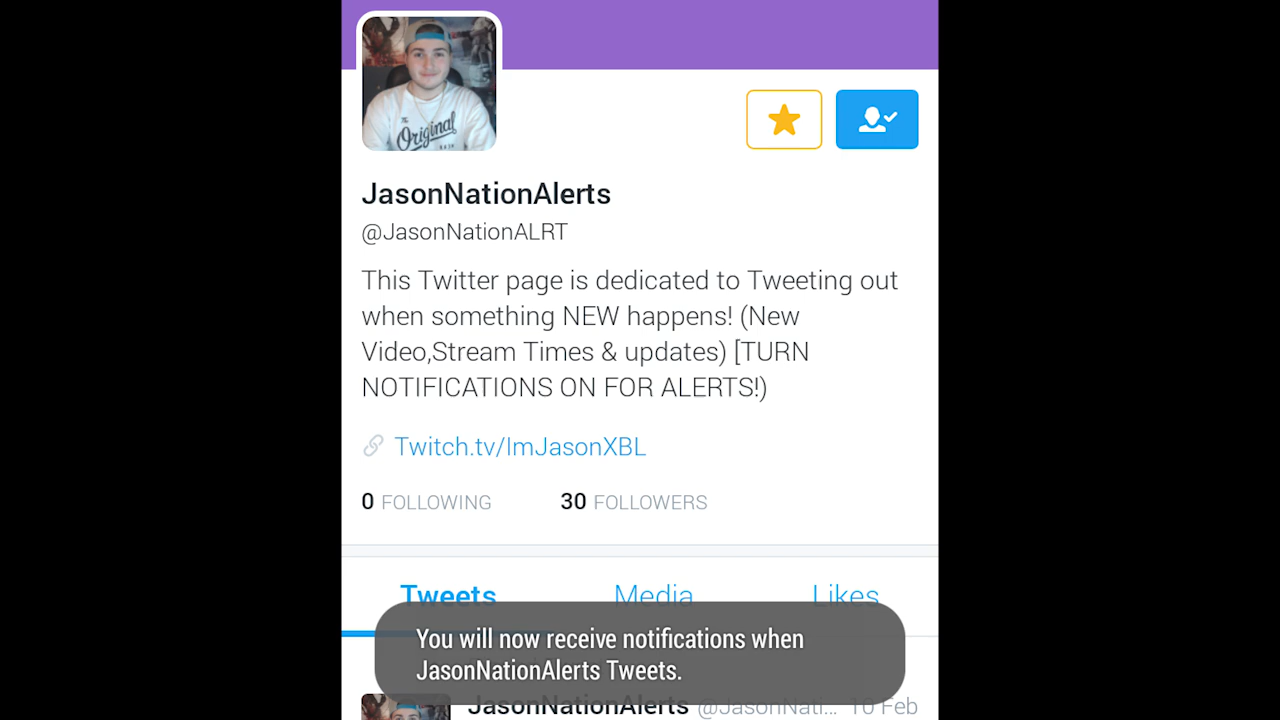 The
Original
JasonNationAlerts
@JasonNationALRT
This Twitter page is dedicated to Tweeting out
when something NEW happens! (New
Video,Stream Times & updates) [TURN
NOTIFICATIONS ON FOR ALERTS!)
Twitch.tv/ImJasonXBL
0 FOLLOWING 30 FOLLOWERS
Tweets Media Likes
You will now receive notifications when
JasonNationAlerts Tweets.
JasonNationAlerts @JasonNati... 10 Feb